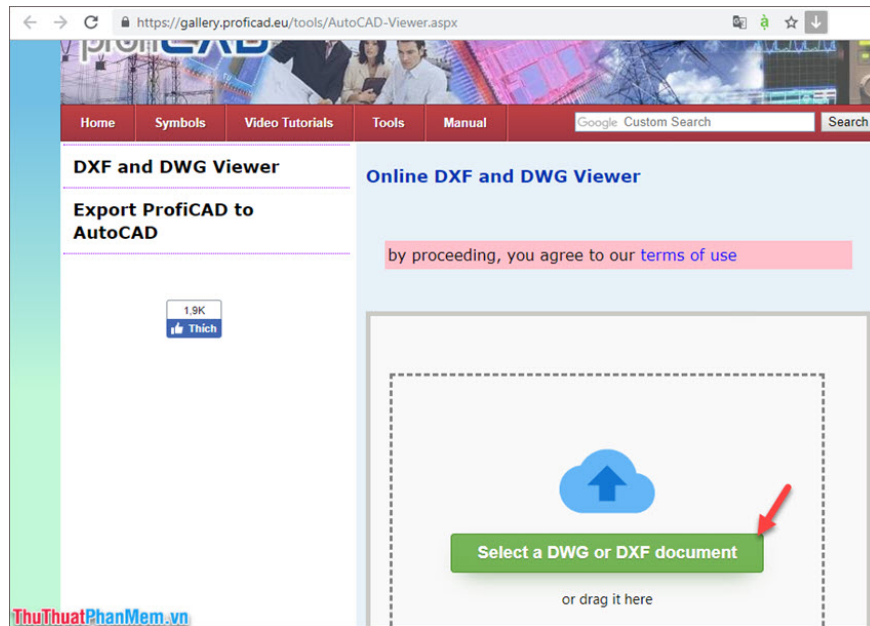 https://gallery.proficad.eu/tools/AutoCAD-Viewer.aspx
profiCAD
Home Symbols Video Tutorials Tools Manual Google Custom Search Search
DXF and DWG Viewer
Export ProfiCAD to
AutoCAD
1,9K
Thích
Online DXF and DWG Viewer
by proceeding, you agree to our terms of use
Select a DWG or DXF document
or drag it here
ThuThuatPhanMem.vn